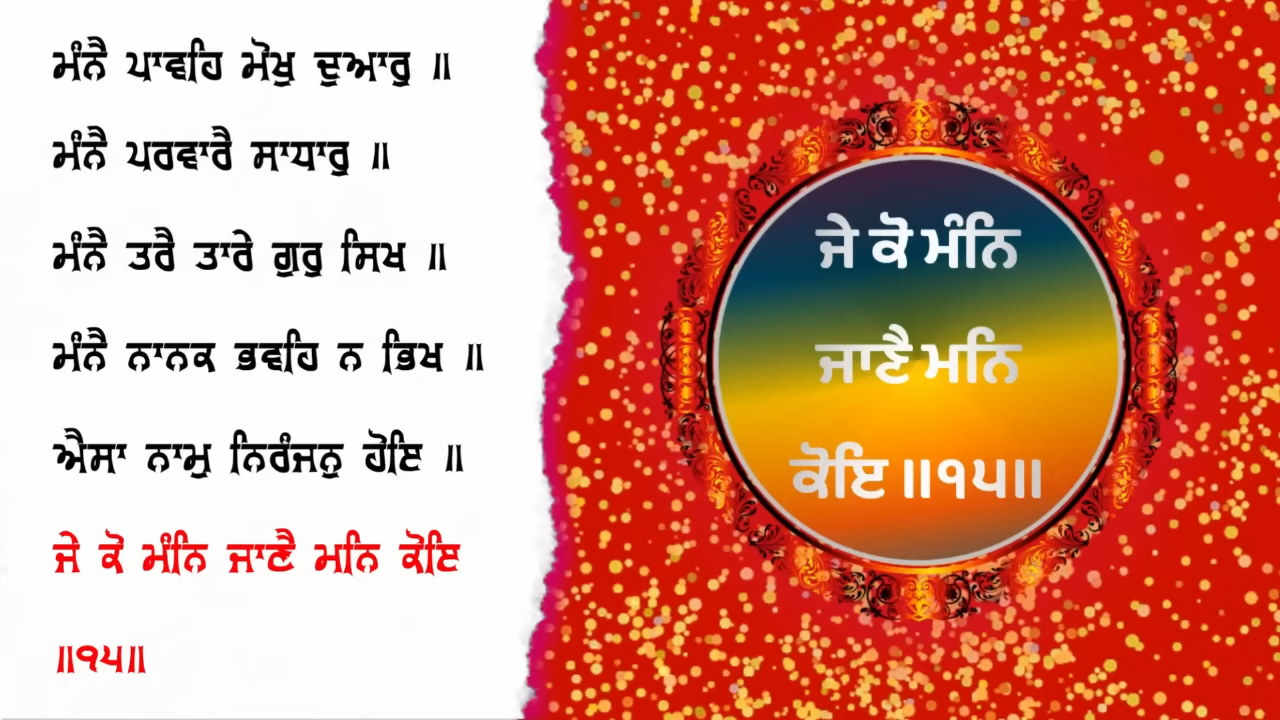 ਮੰਨੈ ਪਾਵਹਿ ਮੋਖੁ ਦੁਆਰੁ ॥
ਮੰਨੈ ਪਰਵਾਰੈ ਸਾਧਾਰੁ ॥
ਮੰਨੈ ਤਰੈ ਤਾਰੇ ਗੁਰੁ ਸਿਖ ॥
ਮੰਨੈ ਨਾਨਕ ਭਵਹਿ ਨ ਭਿਖ ॥
ਐਸਾ ਨਾਮੁ ਨਿਰੰਜਨੁ ਹੋਇ ॥
ਜੇ ਕੋ ਮੰਨਿ ਜਾਣੈ ਮਨਿ ਕੋਇ
॥੧੫॥
ਜੇ ਕੋ ਮੰਨਿ
ਜਾਣੈ ਮਨਿ
ਕੋਇ ॥੧੫॥